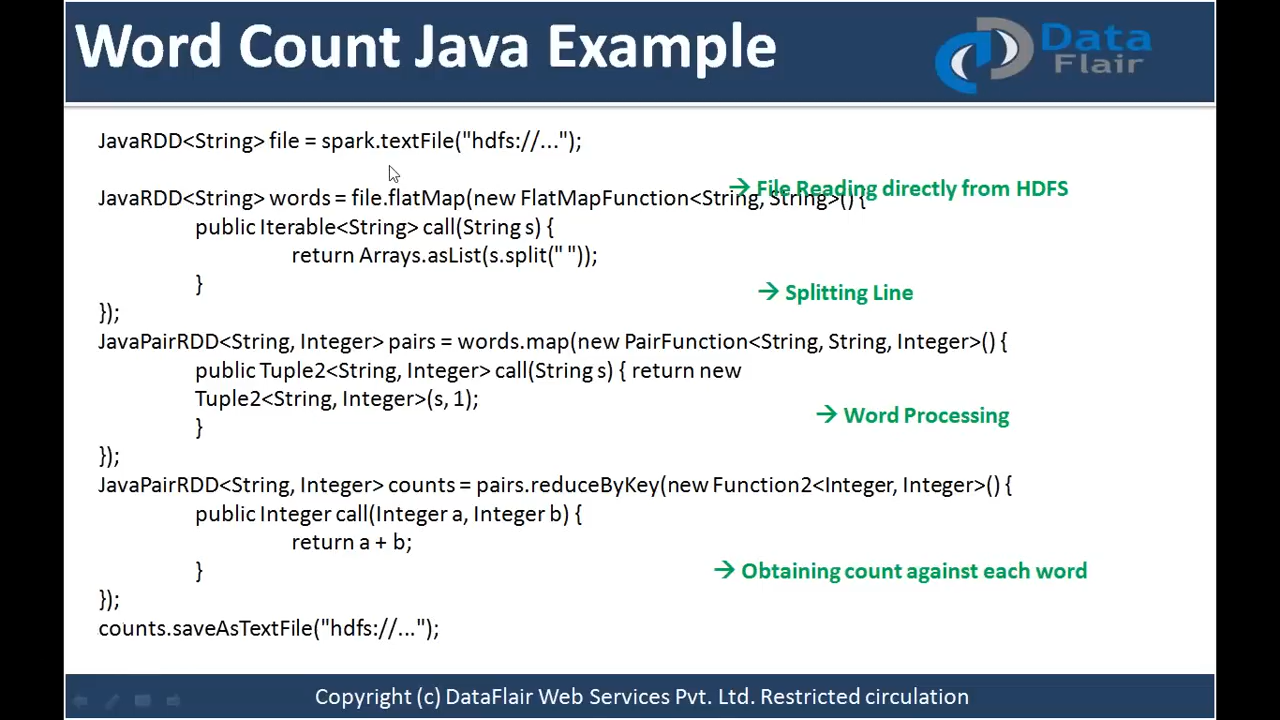 Word Count Java Example
Data
Flair
JavaRDD<String> file = spark.textFile("hdfs://...");
→ File Reading directly from HDFS
JavaRDD<String> words = file.flatMap(new FlatMapFunction<String, String>() {
public Iterable<String> call(String s) {
return Arrays.asList(s.split(" "));
}
→ Splitting Line
});
JavaPairRDD<String, Integer> pairs = words.map(new PairFunction<String, String, Integer>() {
public Tuple2<String, Integer> call(String s) { return new
Tuple2<String, Integer>(s, 1);
→ Word Processing
}
});
JavaPairRDD<String, Integer> counts = pairs.reduceByKey(new Function2<Integer, Integer>() {
public Integer call(Integer a, Integer b) {
return a + b;
}
→ Obtaining count against each word
});
counts.saveAsTextFile("hdfs://...");
Copyright (c) DataFlair Web Services Pvt. Ltd. Restricted circulation